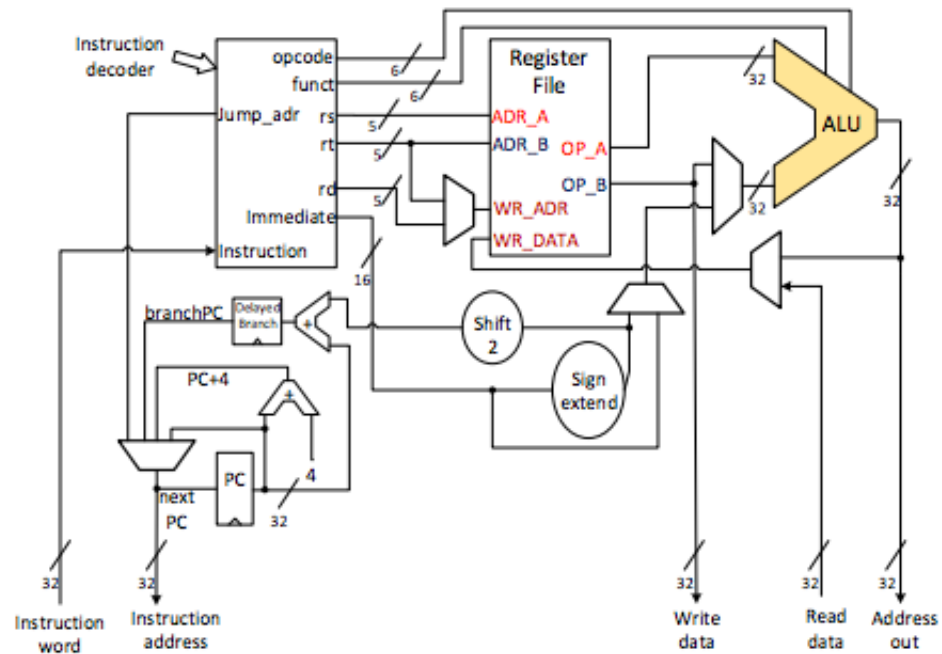 Instruction
decoder
opcode
funct
Jump_adr
rs
rt
rd
Immediate
Instruction
6
6
5
5
5
16
Register
File
ADR_A
ADR_B
OP_A
OP_B
WR_ADR
WR_DATA
32
32
ALU
32
branchPC
Delayed
Branch
+
Shift
2
Sign
extend
PC+4
+
4
PC
next
PC
32
32
32
32
32
32
Instruction
word
Instruction
address
Write
data
Read
data
Address
out